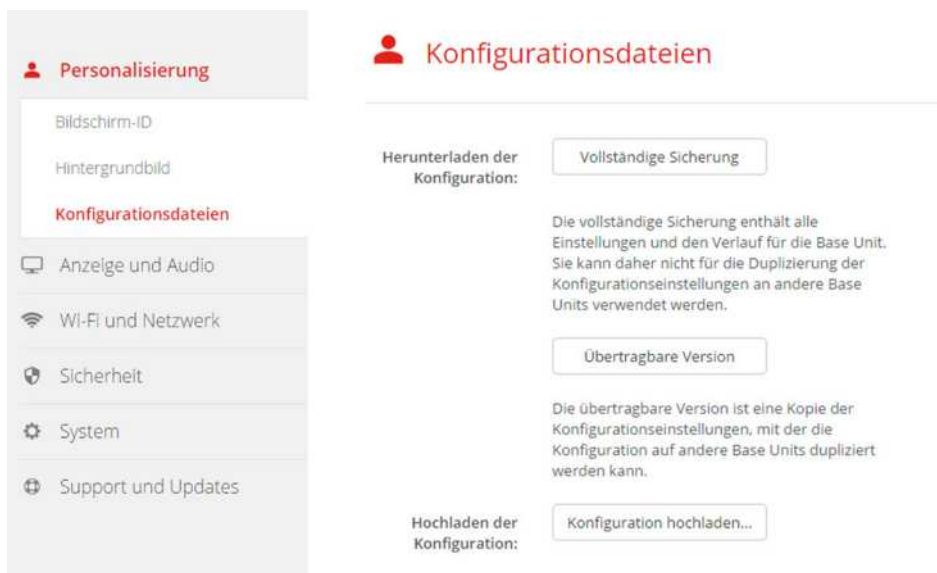 Personalisierung
Bildschirm-ID
Hintergrundbild
Konfigurationsdateien
Anzeige und Audio
Wi-Fi und Netzwerk
Sicherheit
System
Support und Updates
Konfigurationsdateien
Herunterladen der
Konfiguration:
Vollständige Sicherung
Die vollständige Sicherung enthält alle
Einstellungen und den Verlauf für die Base Unit.
Sie kann daher nicht für die Duplizierung der
Konfigurationseinstellungen an andere Base
Units verwendet werden.
Übertragbare Version
Die übertragbare Version ist eine Kopie der
Konfigurationseinstellungen, mit der die
Konfiguration auf andere Base Units dupliziert
werden kann.
Hochladen der
Konfiguration:
Konfiguration hochladen...